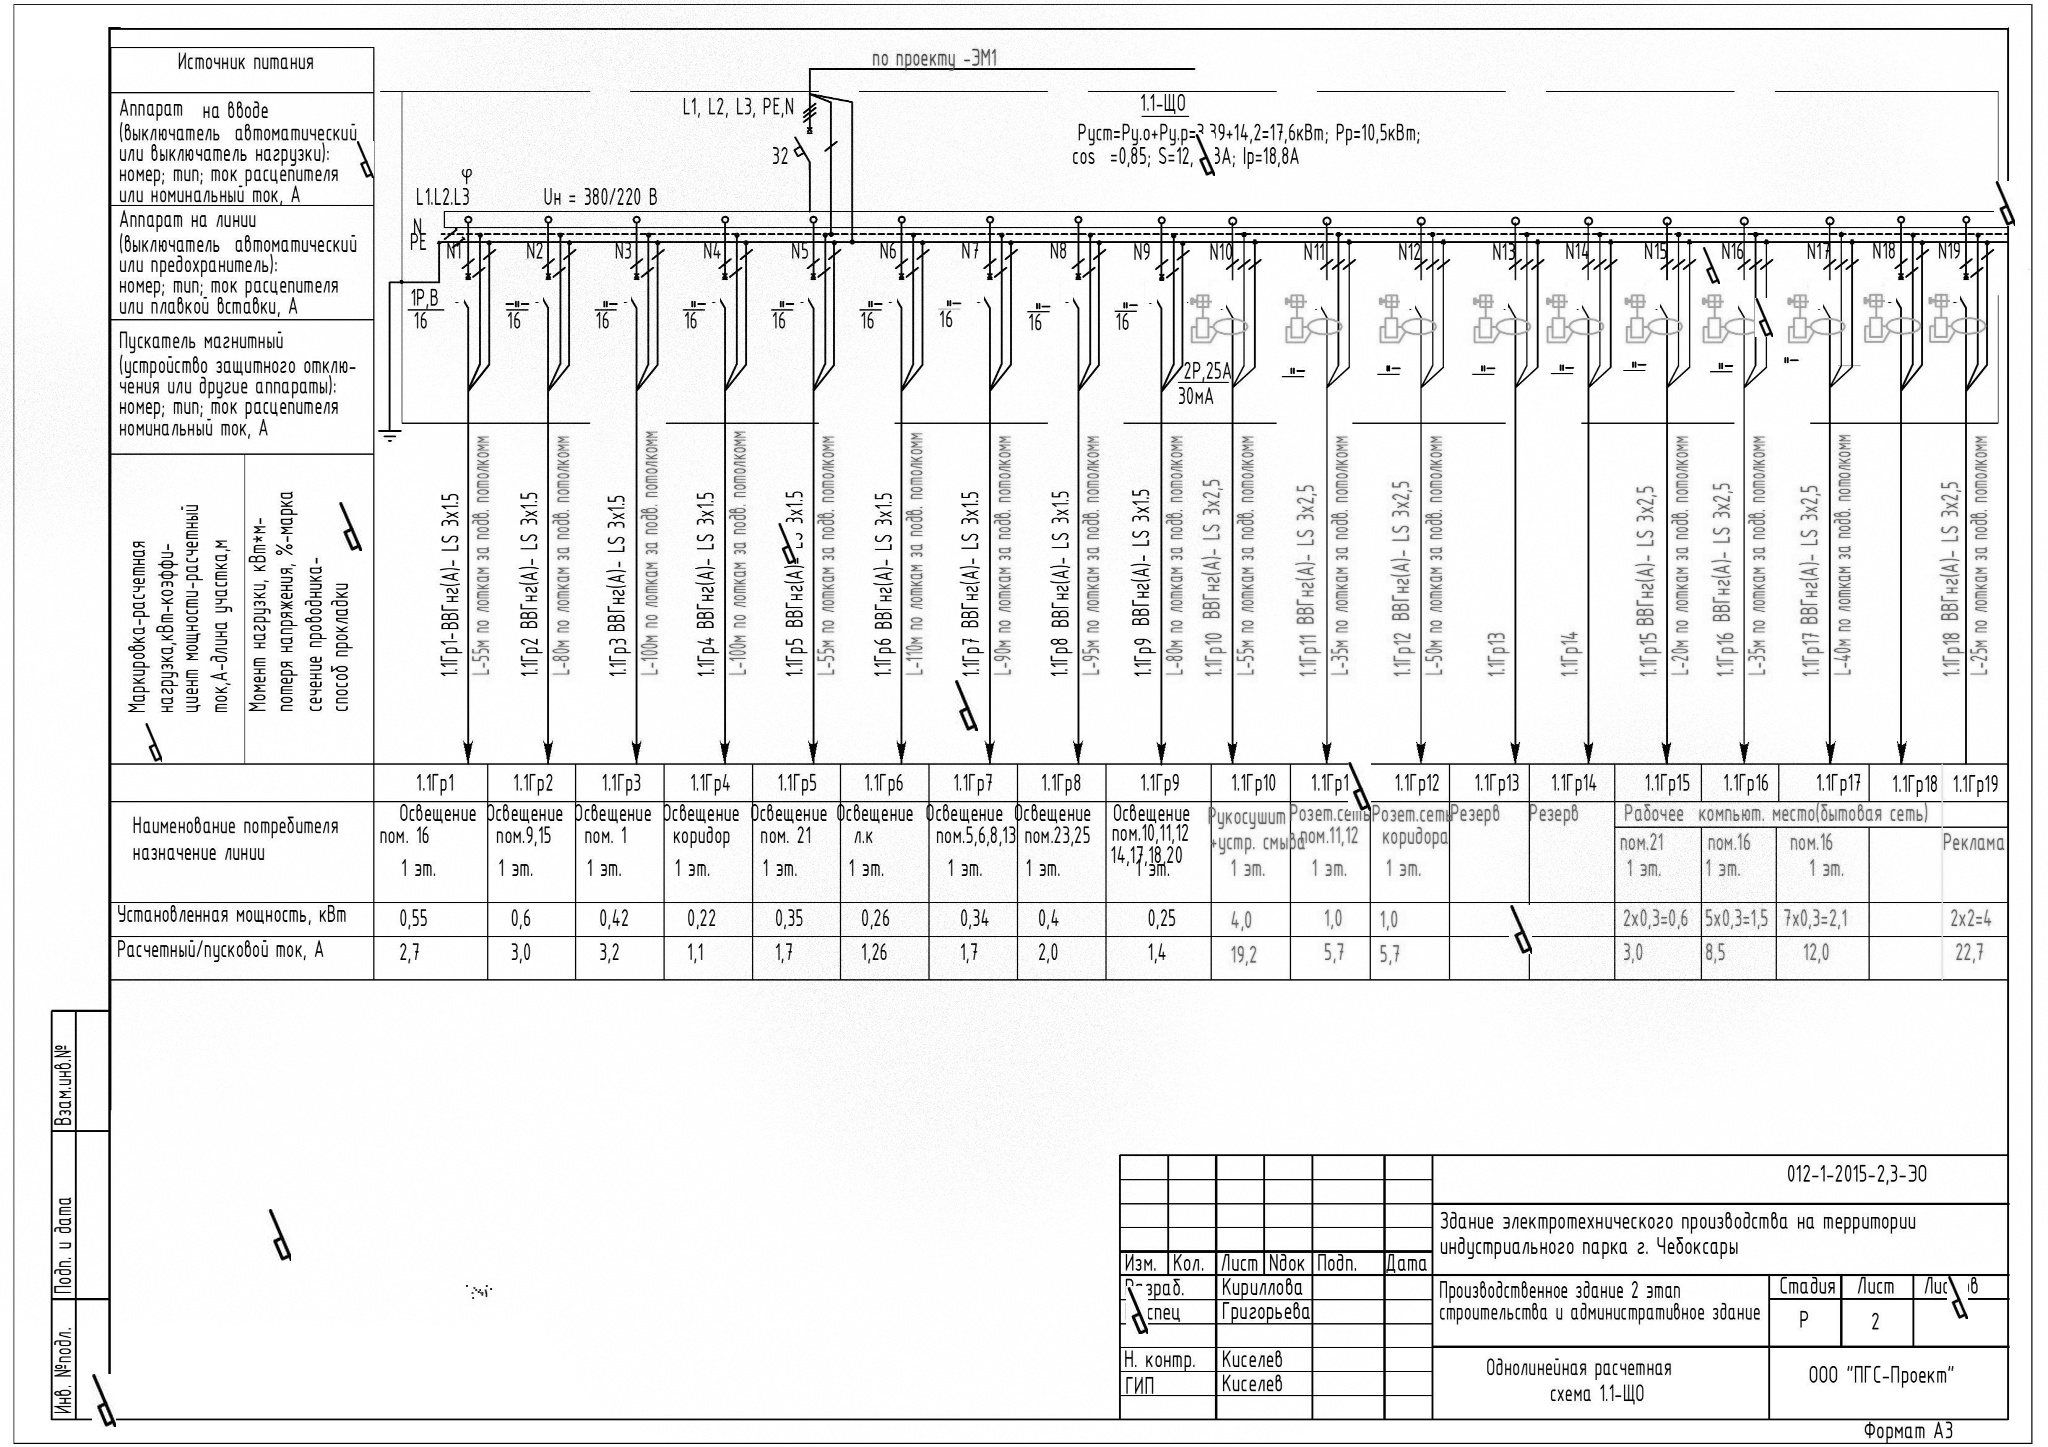 Источник питания
Аппарат на вводе
(выключатель автоматический
или выключатель нагрузки):
номер; тип; ток расцепителя
или номинальный ток, А
Аппарат на линии
(выключатель автоматический
или предохранитель):
номер; тип; ток расцепителя
или плавкой вставки, А
Пускатель магнитный
(устройство защитного отклю-
чения или другие аппараты):
номер; тип; ток расцепителя
номинальный ток, А
Маркировка-расчетная
нагрузка,кВт-коэффи-
циент мощности-расчетный
ток,А-длина участка,м
Момент нагрузки, кВт*м-
потеря напряжения, %-марка
сечение проводника-
способ прокладки
по проекту -ЭМ1
L1, L2, L3, PE,N
32
1.1-ЩО
Руст=Ру.о+Ру.р=3,39+14,2=17,6кВт; Рр=10,5кВт;
cos =0,85; S=12, ВА; Iр=18,8А
φ
L1.L2.L3
Uн = 380/220 В
N
PE
N1 N2 N3 N4 N5 N6 N7 N8 N9 N10 N11 N12 N13 N14 N15 N16 N17 N18 N19
1Р,В
16
-"- 16
-"- 16
-"- 16
-"- 16
-"- 16
-"- 16
-"- 16
-"- 16
2Р,25А
30мА
-"- -"- -"- -"- -"- -"- -"-
1.1Гр1-ВВГнг(А)- LS 3х1.5
L-55м по лоткам за подв. потолкомм
1.1Гр2 ВВГнг(А)- LS 3х1.5
L-80м по лоткам за подв. потолкомм
1.1Гр3 ВВГнг(А)- LS 3х1.5
L-100м по лоткам за подв. потолкомм
1.1Гр4 ВВГнг(А)- LS 3х1.5
L-100м по лоткам за подв. потолкомм
1.1Гр5 ВВГнг(А)- LS 3х1.5
L-55м по лоткам за подв. потолкомм
1.1Гр6 ВВГнг(А)- LS 3х1.5
L-110м по лоткам за подв. потолкомм
1.1Гр7 ВВГнг(А)- LS 3х1.5
L-90м по лоткам за подв. потолкомм
1.1Гр8 ВВГнг(А)- LS 3х1.5
L-95м по лоткам за подв. потолкомм
1.1Гр9 ВВГнг(А)- LS 3х1.5
L-80м по лоткам за подв. потолкомм
1.1Гр10 ВВГнг(А)- LS 3х2,5
L-55м по лоткам за подв. потолкомм
1.1Гр11 ВВГнг(А)- LS 3х2,5
L-35м по лоткам за подв. потолкомм
1.1Гр12 ВВГнг(А)- LS 3х2,5
L-50м по лоткам за подв. потолкомм
1.1Гр13
1.1Гр14
1.1Гр15 ВВГнг(А)- LS 3х2,5
L-20м по лоткам за подв. потолкомм
1.1Гр16 ВВГнг(А)- LS 3х2,5
L-35м по лоткам за подв. потолкомм
1.1Гр17 ВВГнг(А)- LS 3х2,5
L-40м по лоткам за подв. потолкомм
1.1Гр18 ВВГнг(А)- LS 3х2,5
L-25м по лоткам за подв. потолкомм
1.1Гр1 1.1Гр2 1.1Гр3 1.1Гр4 1.1Гр5 1.1Гр6 1.1Гр7 1.1Гр8 1.1Гр9 1.1Гр10 1.1Гр1 1.1Гр12 1.1Гр13 1.1Гр14 1.1Гр15 1.1Гр16 1.1Гр17 1.1Гр18 1.1Гр19
Наименование потребителя
назначение линии
Освещение
пом. 16
1 эт.
Освещение
пом.9,15
1 эт.
Освещение
пом. 1
1 эт.
Освещение
коридор
1 эт.
Освещение
пом. 21
1 эт.
Освещение
л.к
1 эт.
Освещение
пом.5,6,8,13
1 эт.
Освещение
пом.23,25
1 эт.
Освещение
пом.10,11,12
14,17,18,20
1 эт.
Рукосушит
+устр. смыва
1 эт.
Розет.сеть
пом.11,12
1 эт.
Розет.сеть
коридора
1 эт.
Резерв
Резерв
Рабочее компьют. место(бытовая сеть)
пом.21
1 эт.
пом.16
1 эт.
пом.16
1 эт.
Реклама
Установленная мощность, кВт 0,55 0,6 0,42 0,22 0,35 0,26 0,34 0,4 0,25 4,0 1,0 1,0 2х0,3=0,6 5х0,3=1,5 7х0,3=2,1 2х2=4
Расчетный/пусковой ток, А 2,7 3,0 3,2 1,1 1,7 1,26 1,7 2,0 1,4 19,2 5,7 5,7 3,0 8,5 12,0 22,7
Взам.инв.№
Подп. и дата
Инв. №подл.
012-1-2015-2,3-ЭО
Здание электротехнического производства на территории
индустриального парка г. Чебоксары
Изм. Кол. Лист Nдок Подп. Дата
Разраб. Кириллова
спец Григорьева
Н. контр. Киселев
ГИП Киселев
Производственное здание 2 этап
строительства и административное здание
Стадия Лист
Р 2
Однолинейная расчетная
схема 1.1-ЩО
ООО "ПГС-Проект"
Формат А3